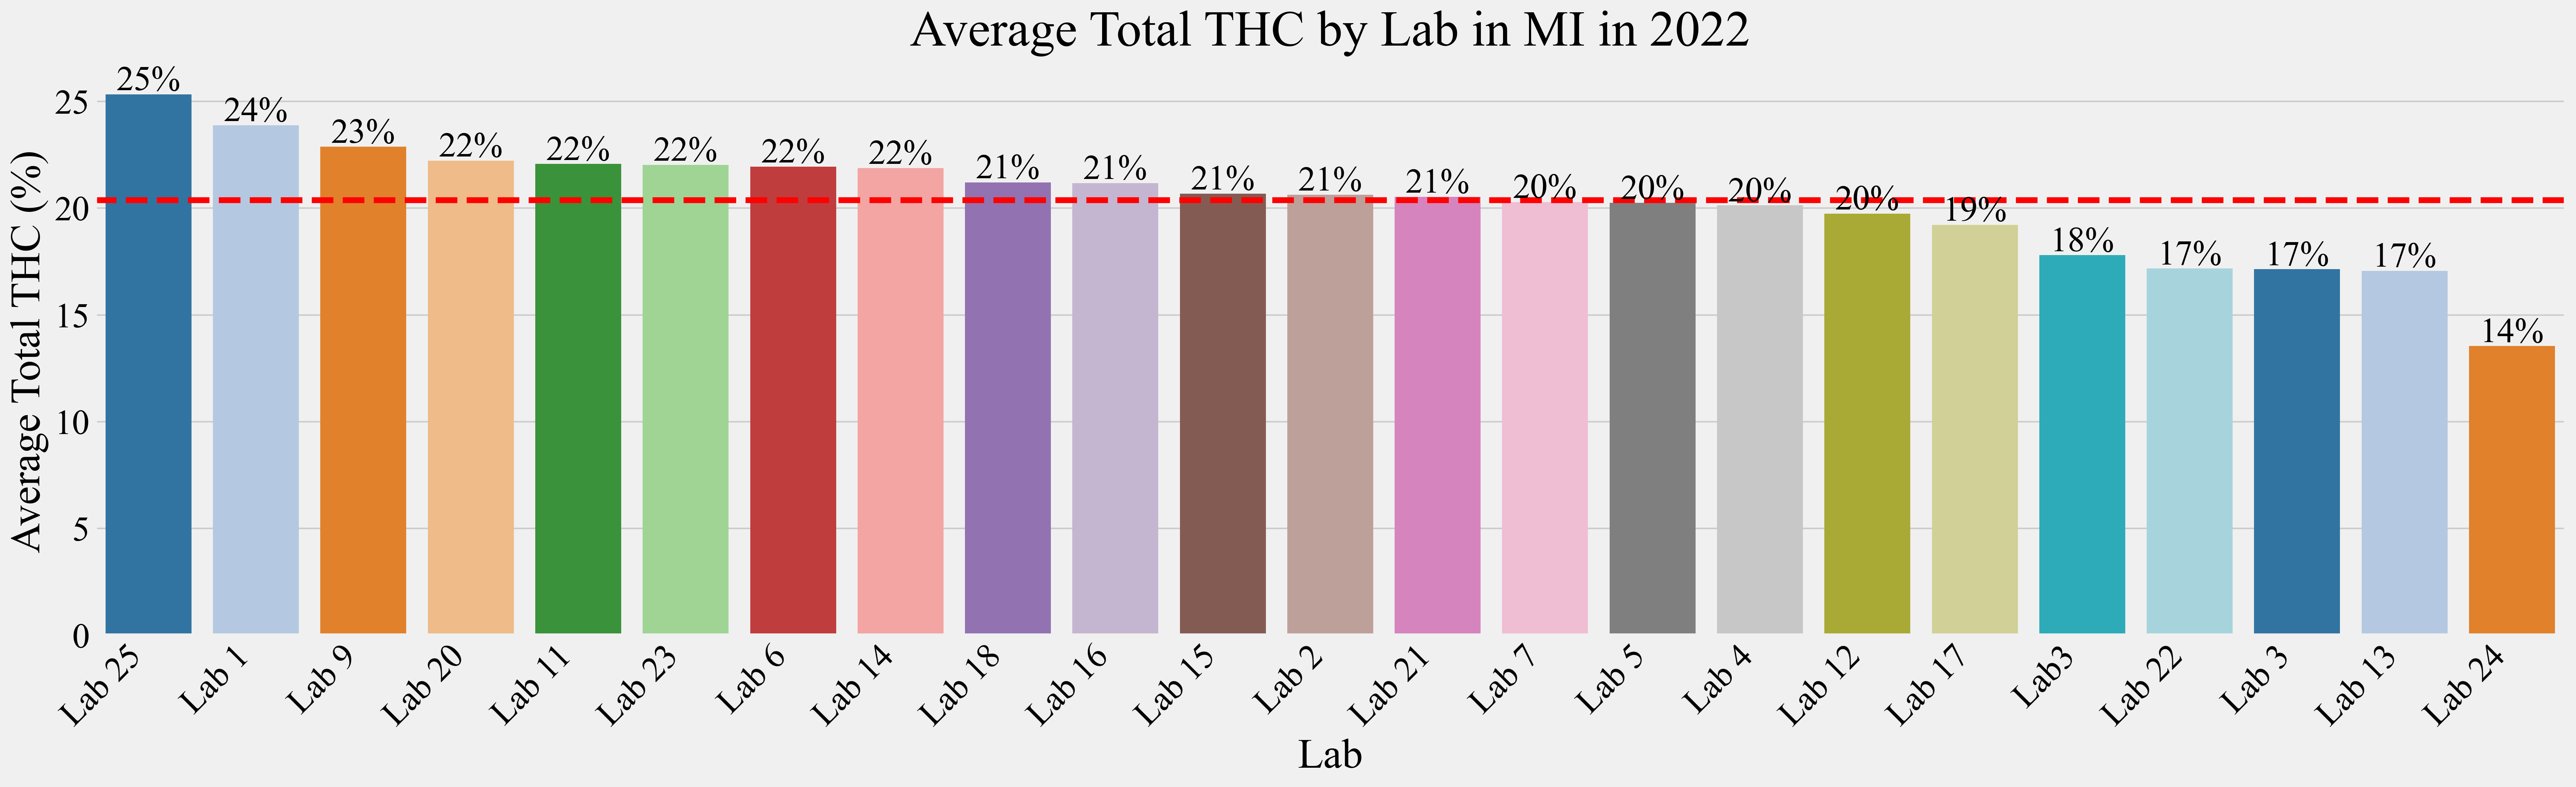 Average Total THC by Lab in MI in 2022
Average Total THC (%)
25
20
15
10
5
0
25%
24%
23%
22%
22%
22%
22%
22%
21%
21%
21%
21%
21%
20%
20%
20%
20%
19%
18%
17%
17%
17%
14%
Lab 25
Lab 1
Lab 9
Lab 20
Lab 11
Lab 23
Lab 6
Lab 14
Lab 18
Lab 16
Lab 15
Lab 2
Lab 21
Lab 7
Lab 5
Lab 4
Lab 12
Lab 17
Lab3
Lab 22
Lab 3
Lab 13
Lab 24
Lab